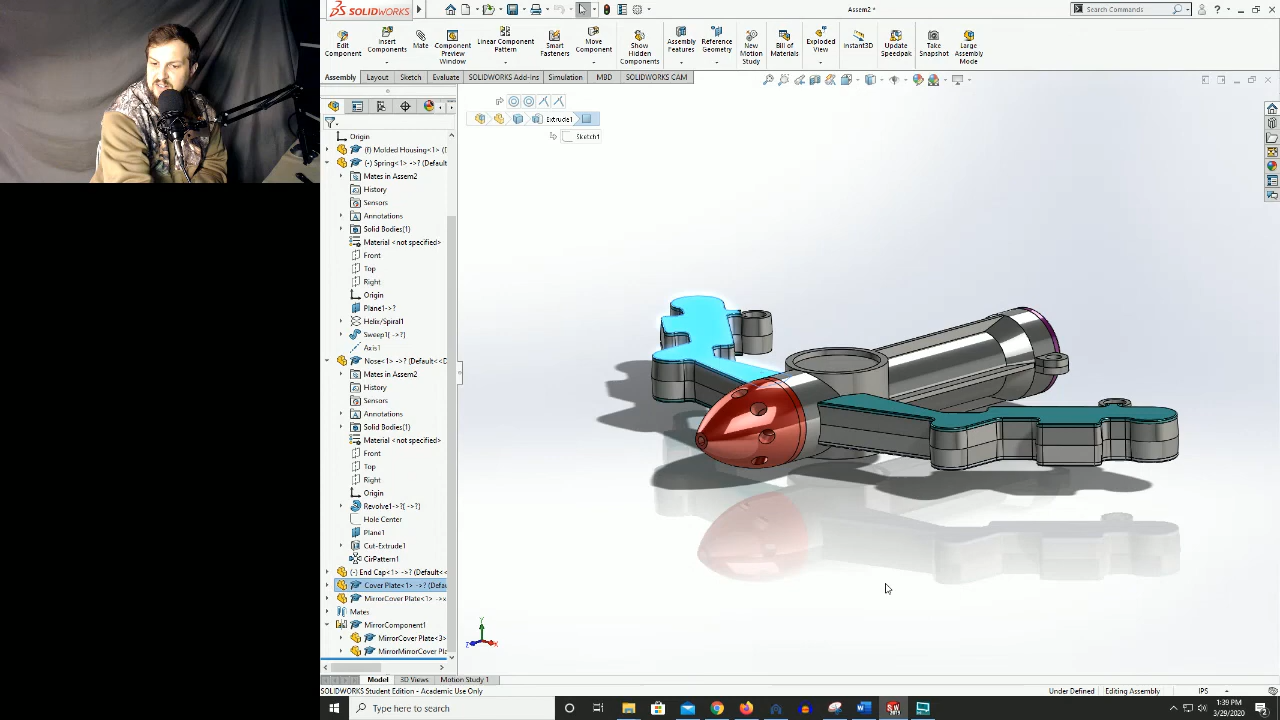 SOLIDWORKS
Assem2 *
Search Commands
Edit Component
Insert Components
Mate
Component Preview Window
Linear Component Pattern
Smart Fasteners
Move Component
Show Hidden Components
Assembly Features
Reference Geometry
New Motion Study
Bill of Materials
Exploded View
Instant3D
Update Speedpak
Take Snapshot
Large Assembly Mode
Assembly
Layout
Sketch
Evaluate
SOLIDWORKS Add-Ins
Simulation
MBD
SOLIDWORKS CAM
Extrude1
Sketch1
Origin
(f) Molded Housing<1> (
(-) Spring<1> ->? (Default
Mates in Assem2
History
Sensors
Annotations
Solid Bodies(1)
Material <not specified>
Front
Top
Right
Origin
Plane1->?
Helix/Spiral1
Sweep1( ->?)
Axis1
Nose<1> ->? (Default<<D
Mates in Assem2
History
Sensors
Annotations
Solid Bodies(1)
Material <not specified>
Front
Top
Right
Origin
Revolve1->?( ->?)
Hole Center
Plane1
Cut-Extrude1
CirPattern1
(-) End Cap<1> ->? (Default<
Cover Plate<1> ->? (Defau
MirrorCover Plate<1> ->x
Mates
MirrorComponent1
MirrorCover Plate<3>
MirrorMirrorCover Pla
Y
X
Z
Model
3D Views
Motion Study 1
SOLIDWORKS Student Edition - Academic Use Only
Under Defined
Editing Assembly
IPS
Type here to search
SW
2019
1:39 PM
3/29/2020
2